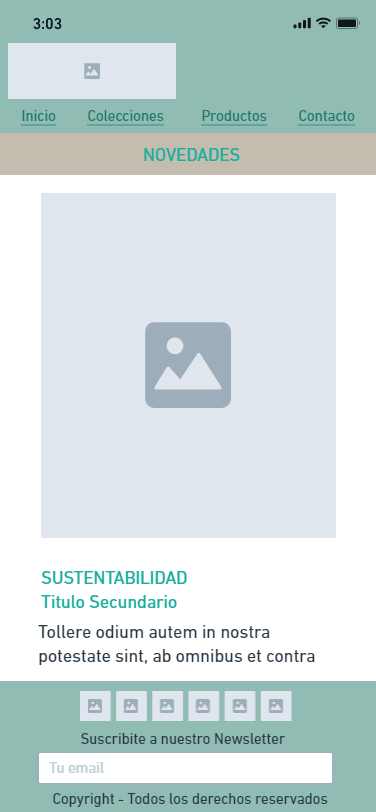 3:03
Inicio Colecciones Productos Contacto
NOVEDADES
SUSTENTABILIDAD
Titulo Secundario
Tollere odium autem in nostra
potestate sint, ab omnibus et contra
Suscribite a nuestro Newsletter
Tu email
Copyright - Todos los derechos reservados